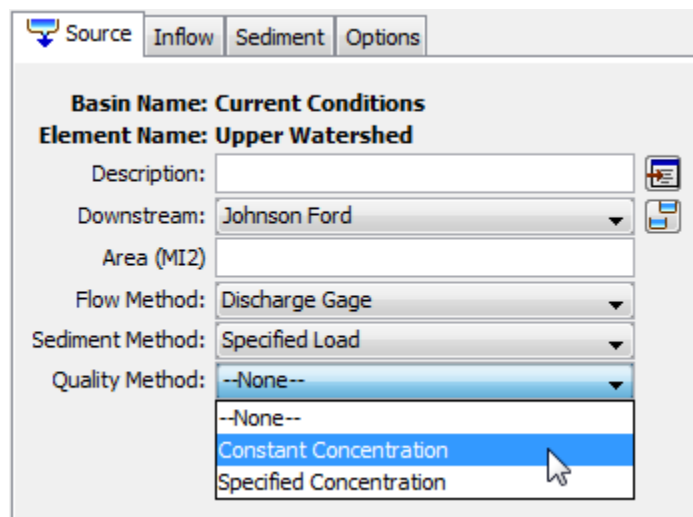 Source Inflow Sediment Options
Basin Name: Current Conditions
Element Name: Upper Watershed
Description:
Downstream: Johnson Ford
Area (MI2)
Flow Method: Discharge Gage
Sediment Method: Specified Load
Quality Method: --None--
--None--
Constant Concentration
Specified Concentration